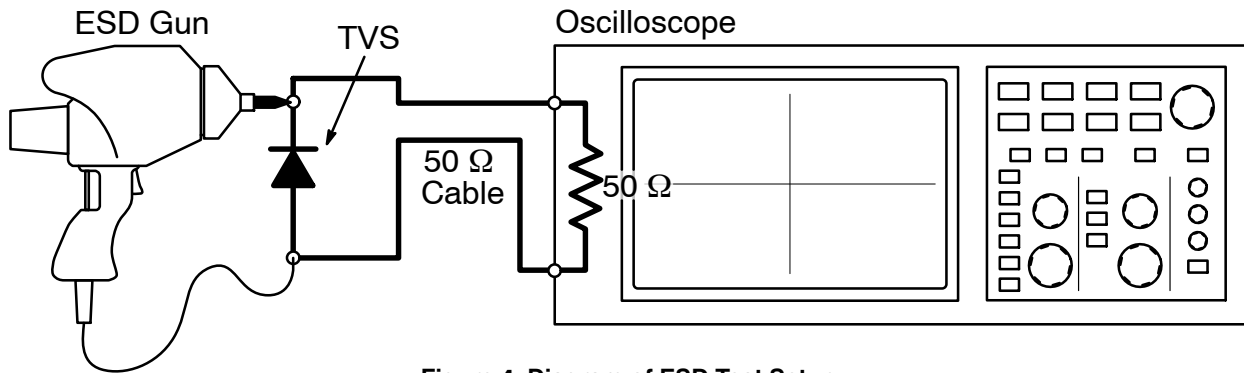 ESD Gun
TVS
Oscilloscope
50 Ω
Cable
50 Ω